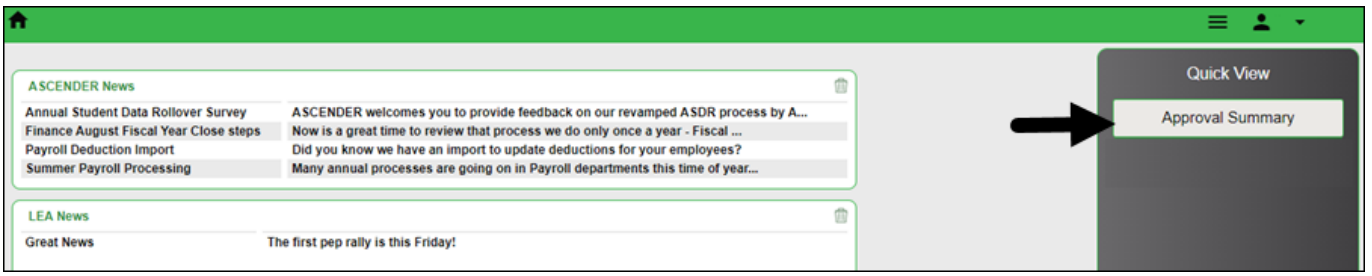 ASCENDER News
Annual Student Data Rollover Survey ASCENDER welcomes you to provide feedback on our revamped ASDR process by A...
Finance August Fiscal Year Close steps Now is a great time to review that process we do only once a year - Fiscal ...
Payroll Deduction Import Did you know we have an import to update deductions for your employees?
Summer Payroll Processing Many annual processes are going on in Payroll departments this time of year...
LEA News
Great News The first pep rally is this Friday!
Quick View
Approval Summary